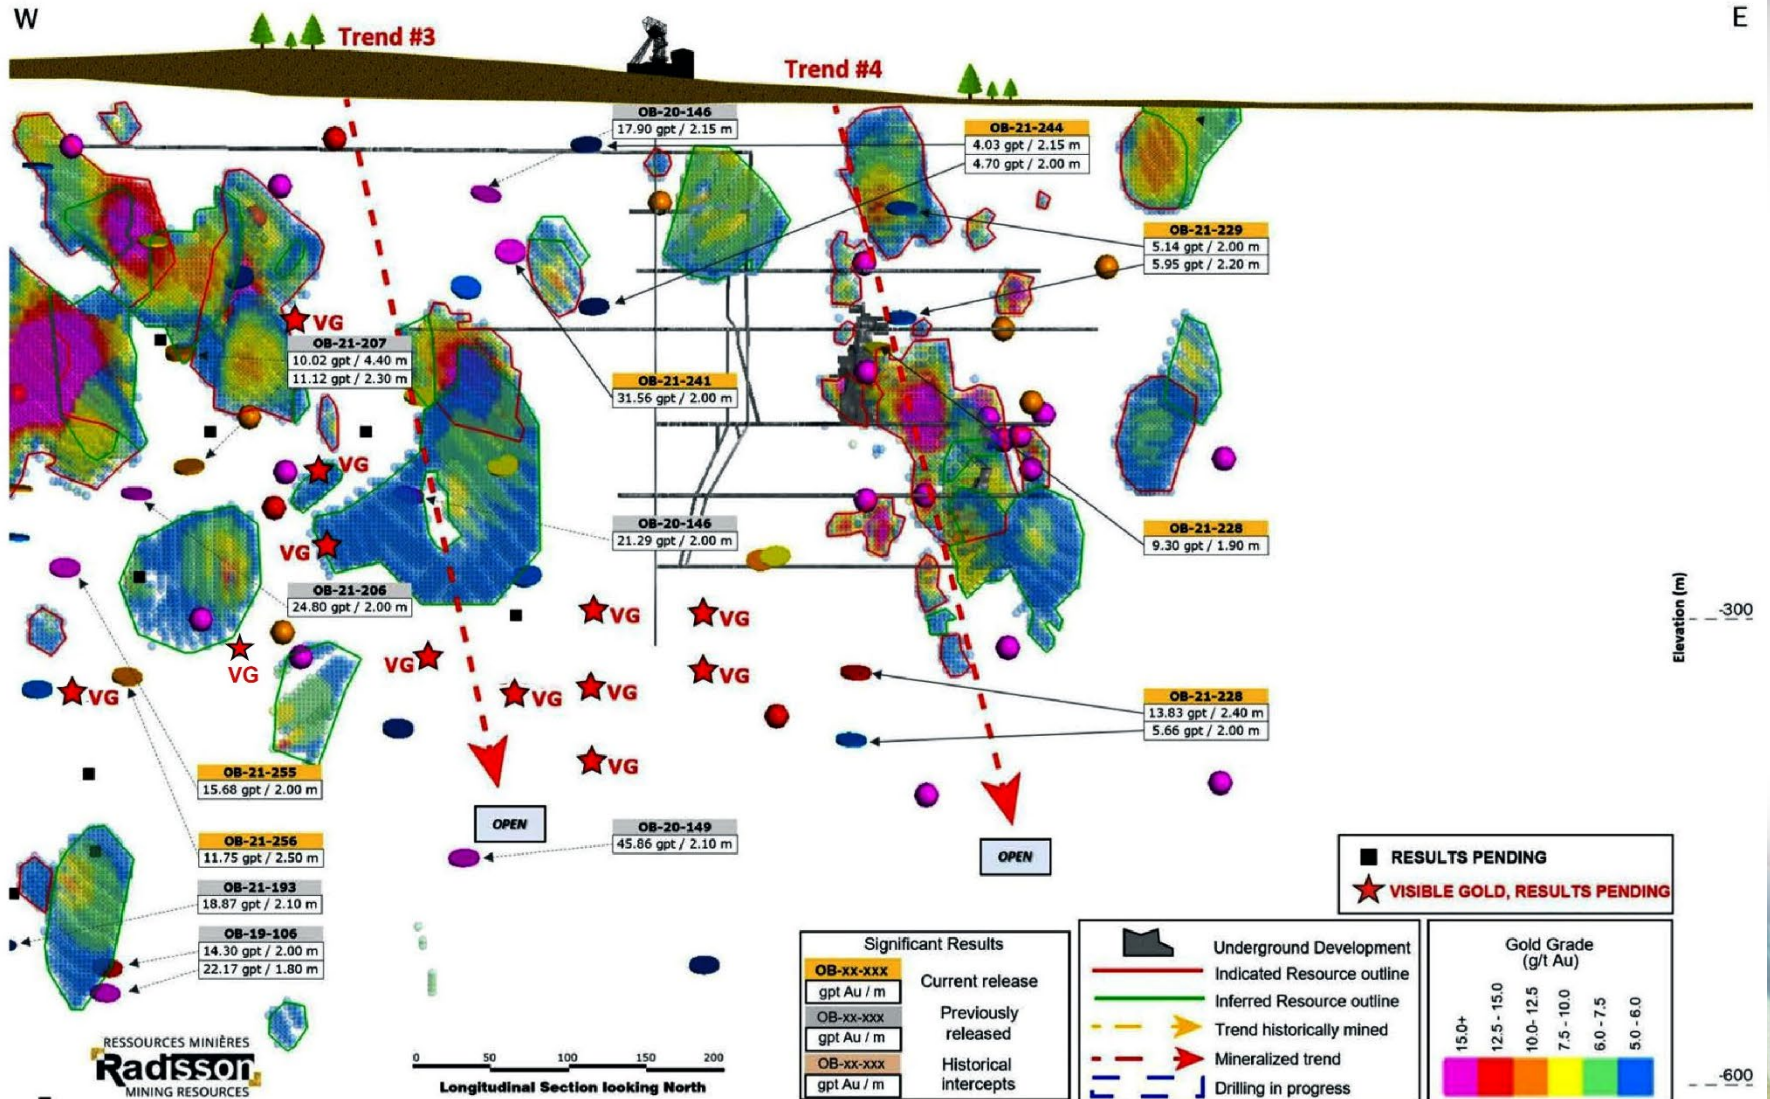 W
E
Trend #3
Trend #4
OB-20-146
17.90 gpt / 2.15 m
OB-21-244
4.03 gpt / 2.15 m
4.70 gpt / 2.00 m
OB-21-229
5.14 gpt / 2.00 m
5.95 gpt / 2.20 m
VG
OB-21-207
10.02 gpt / 4.40 m
11.12 gpt / 2.30 m
OB-21-241
31.56 gpt / 2.00 m
VG
OB-20-146
21.29 gpt / 2.00 m
OB-21-228
9.30 gpt / 1.90 m
VG
OB-21-206
24.80 gpt / 2.00 m
VG
VG
Elevation (m)
-300
VG
VG
VG
VG
VG
VG
VG
OB-21-228
13.83 gpt / 2.40 m
5.66 gpt / 2.00 m
VG
OB-21-255
15.68 gpt / 2.00 m
OPEN
OB-20-149
45.86 gpt / 2.10 m
OPEN
OB-21-256
11.75 gpt / 2.50 m
OB-21-193
18.87 gpt / 2.10 m
OB-19-106
14.30 gpt / 2.00 m
22.17 gpt / 1.80 m
RESULTS PENDING
VISIBLE GOLD, RESULTS PENDING
Significant Results
OB-xx-xxx
gpt Au / m
Current release
OB-xx-xxx
gpt Au / m
Previously
released
OB-xx-xxx
gpt Au / m
Historical
intercepts
Underground Development
Indicated Resource outline
Inferred Resource outline
Trend historically mined
Mineralized trend
Drilling in progress
Gold Grade
(g/t Au)
15.0+
12.5 - 15.0
10.0- 12.5
7.5 - 10.0
6.0 - 7.5
5.0 - 6.0
-600
RESSOURCES MINIÈRES
Radisson
MINING RESOURCES
0 50 100 150 200
Longitudinal Section looking North